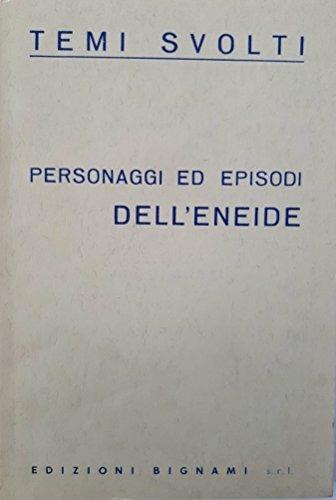 TEMI SVOLTI
PERSONAGGI ED EPISODI
DELL'ENEIDE
EDIZIONI BIGNAMI s.r.l.